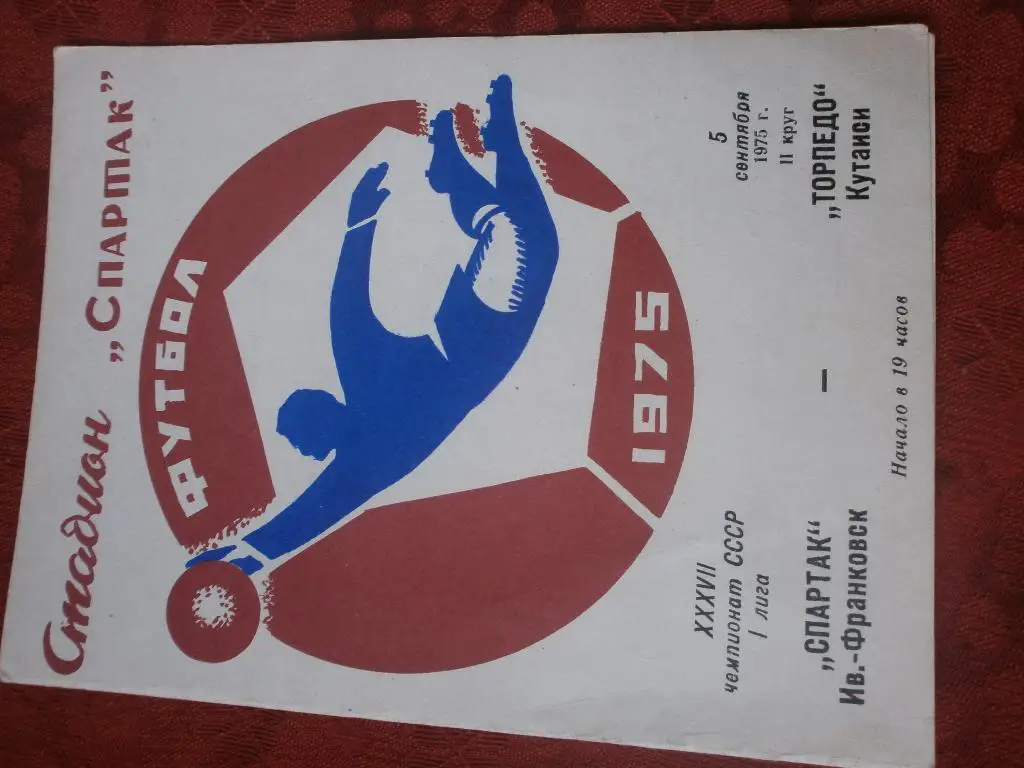 Стадион „СПАРТАК"
ФУТБОЛ
1975
XXXVII
чемпионат СССР
I лига
5
сентября
1975 г.
II круг
„СПАРТАК" — „ТОРПЕДО"
Ив.-Франковск Кутаиси
Начало в 19 часов